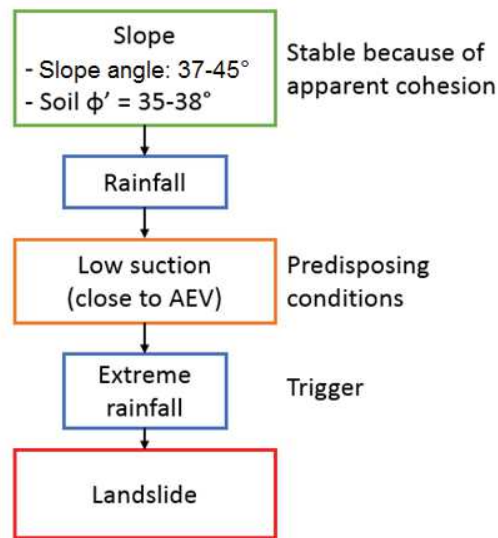 Slope
- Slope angle: 37-45°
- Soil ϕ’ = 35-38°
Stable because of
apparent cohesion
Rainfall
Low suction
(close to AEV)
Predisposing
conditions
Extreme
rainfall
Trigger
Landslide